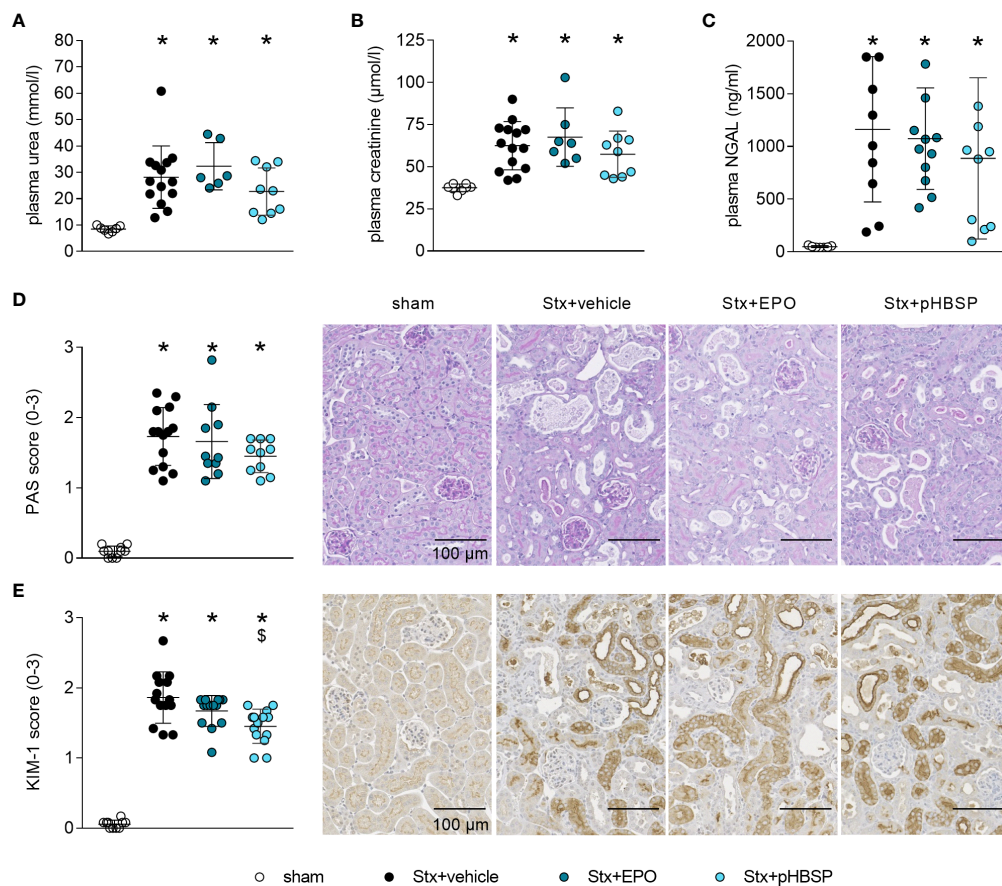 A
plasma urea (mmol/l)
80
70
60
50
40
30
20
10
0
* * *
B
plasma creatinine (µmol/l)
125
100
75
50
25
0
* * *
C
plasma NGAL (ng/ml)
2000
1500
1000
500
0
* * *
D
PAS score (0-3)
3
2
1
0
* * *
sham Stx+vehicle Stx+EPO Stx+pHBSP
100 µm
E
KIM-1 score (0-3)
3
2
1
0
* * *
$
100 µm
sham Stx+vehicle Stx+EPO Stx+pHBSP